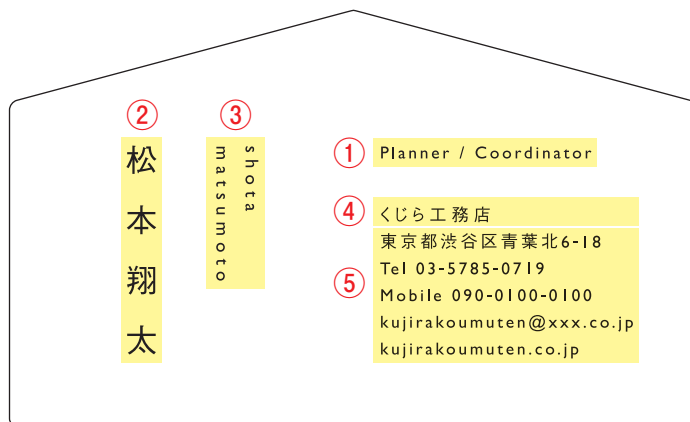 ②
松本翔太
③
shota
matsumoto
① Planner / Coordinator
④ くじら工務店
東京都渋谷区青葉北6-18
Tel 03-5785-0719
⑤ Mobile 090-0100-0100
kujirakoumuten@xxx.co.jp
kujirakoumuten.co.jp